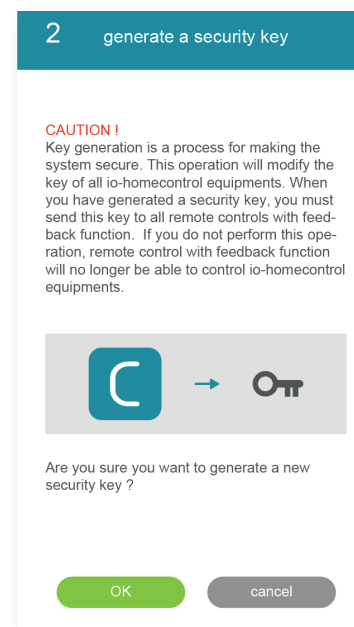 2 generate a security key
CAUTION !
Key generation is a process for making the
system secure. This operation will modify the
key of all io-homecontrol equipments. When
you have generated a security key, you must
send this key to all remote controls with feed-
back function.  If you do not perform this ope-
ration, remote control with feedback function
will no longer be able to control io-homecontrol
equipments.
Are you sure you want to generate a new
security key ?
OK cancel